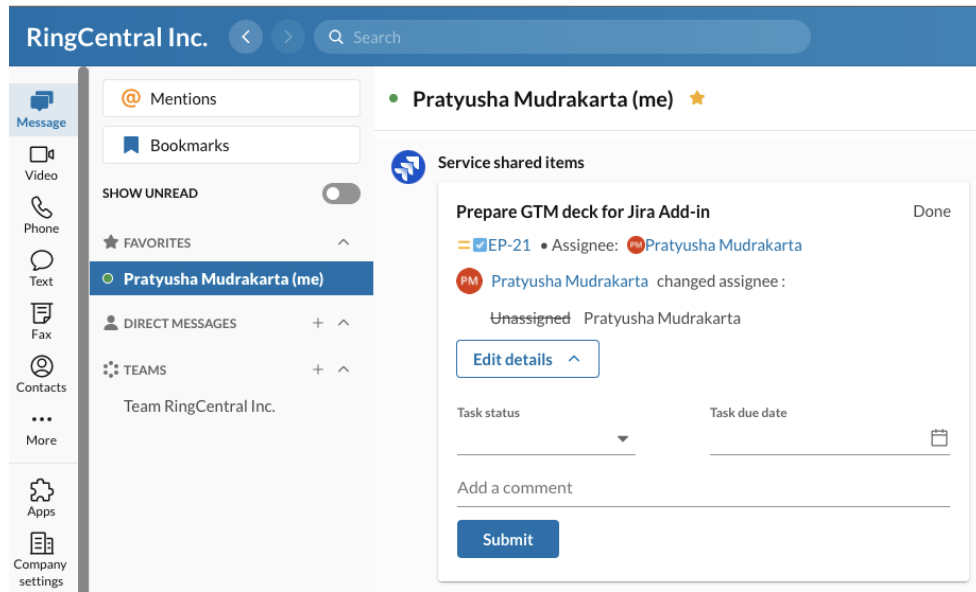 RingCentral Inc.
Search
Message
Video
Phone
Text
Fax
Contacts
More
Apps
Company
settings
@ Mentions
Bookmarks
SHOW UNREAD
FAVORITES
Pratyusha Mudrakarta (me)
DIRECT MESSAGES
TEAMS
Team RingCentral Inc.
Pratyusha Mudrakarta (me)
Service shared items
Prepare GTM deck for Jira Add-in Done
EP-21 • Assignee: PM Pratyusha Mudrakarta
PM Pratyusha Mudrakarta changed assignee :
Unassigned Pratyusha Mudrakarta
Edit details
Task status Task due date
Add a comment
Submit